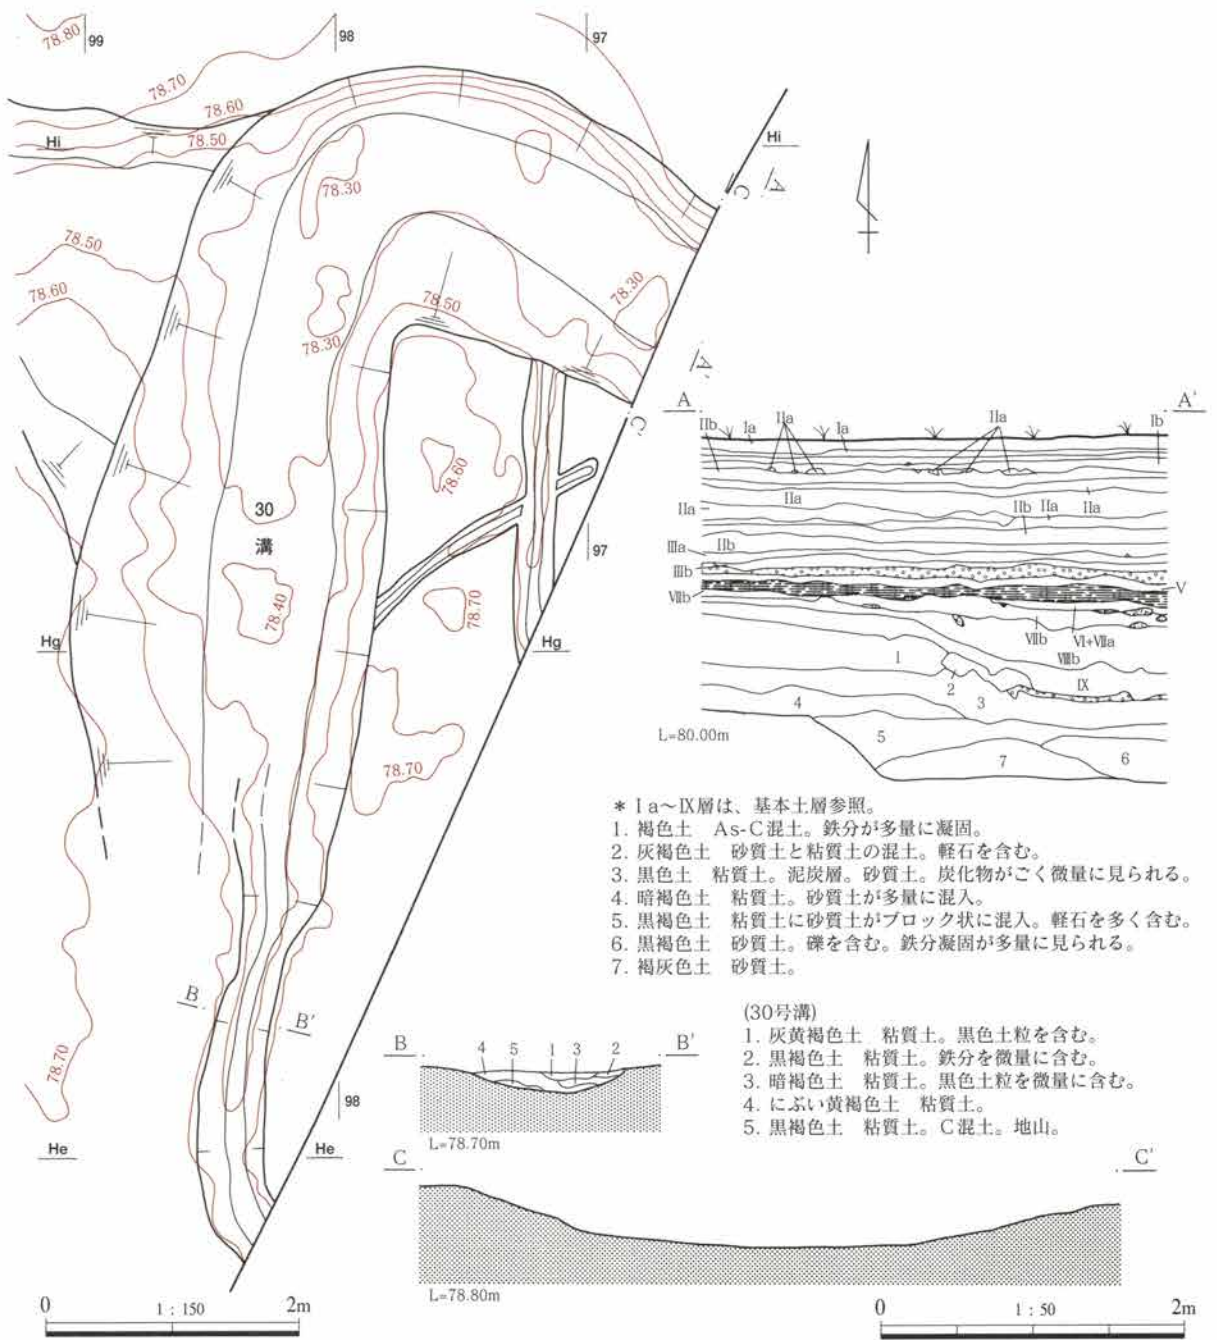 78.80
99
98
97
78.70
78.60
Hi
78.50
Hi
A
C
78.30
78.50
78.60
78.30
78.50
78.30
A'
C'
78.60
30
溝
97
78.40
78.70
Hg
Hg
78.70
B
B'
78.70
98
He
He
A
A'
IIb
Ia
IIa
Ia
IIa
Ib
IIa
IIa
IIb
IIa
IIa
IIIa
IIb
IIIb
VIIb
V
VIIb
VI+VIIa
VIIIb
1
2
3
IX
4
5
7
6
L=80.00m
* Ⅰa〜Ⅸ層は、基本土層参照。
1. 褐色土 As-C混土。鉄分が多量に凝固。
2. 灰褐色土 砂質土と粘質土の混土。軽石を含む。
3. 黒色土 粘質土。泥炭層。砂質土。炭化物がごく微量に見られる。
4. 暗褐色土 粘質土。砂質土が多量に混入。
5. 黒褐色土 粘質土に砂質土がブロック状に混入。軽石を多く含む。
6. 黒褐色土 砂質土。礫を含む。鉄分凝固が多量に見られる。
7. 褐灰色土 砂質土。
(30号溝)
1. 灰黄褐色土 粘質土。黒色土粒を含む。
2. 黒褐色土 粘質土。鉄分を微量に含む。
3. 暗褐色土 粘質土。黒色土粒を微量に含む。
4. にぶい黄褐色土 粘質土。
5. 黒褐色土 粘質土。C混土。地山。
B
4 5 1 3 2
B'
L=78.70m
C
C'
L=78.80m
0 1:150 2m
0 1:50 2m